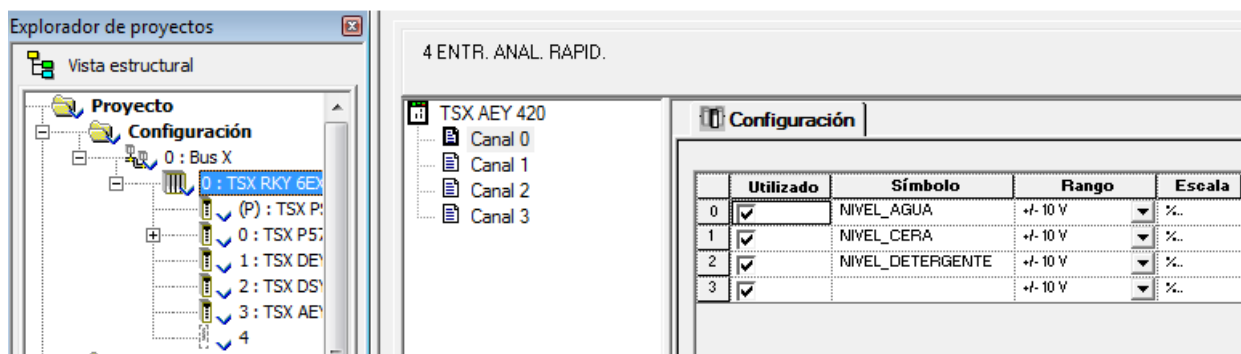 Explorador de proyectos
Vista estructural
Proyecto
Configuración
0 : Bus X
0 : TSX RKY 6EX
(P) : TSX P
0 : TSX P57
1 : TSX DEY
2 : TSX DSY
3 : TSX AEY
4
4 ENTR. ANAL. RAPID.
TSX AEY 420
Canal 0
Canal 1
Canal 2
Canal 3
Configuración
Utilizado Símbolo Rango Escala
0 NIVEL_AGUA +/- 10 V %..
1 NIVEL_CERA +/- 10 V %..
2 NIVEL_DETERGENTE +/- 10 V %..
3 +/- 10 V %..